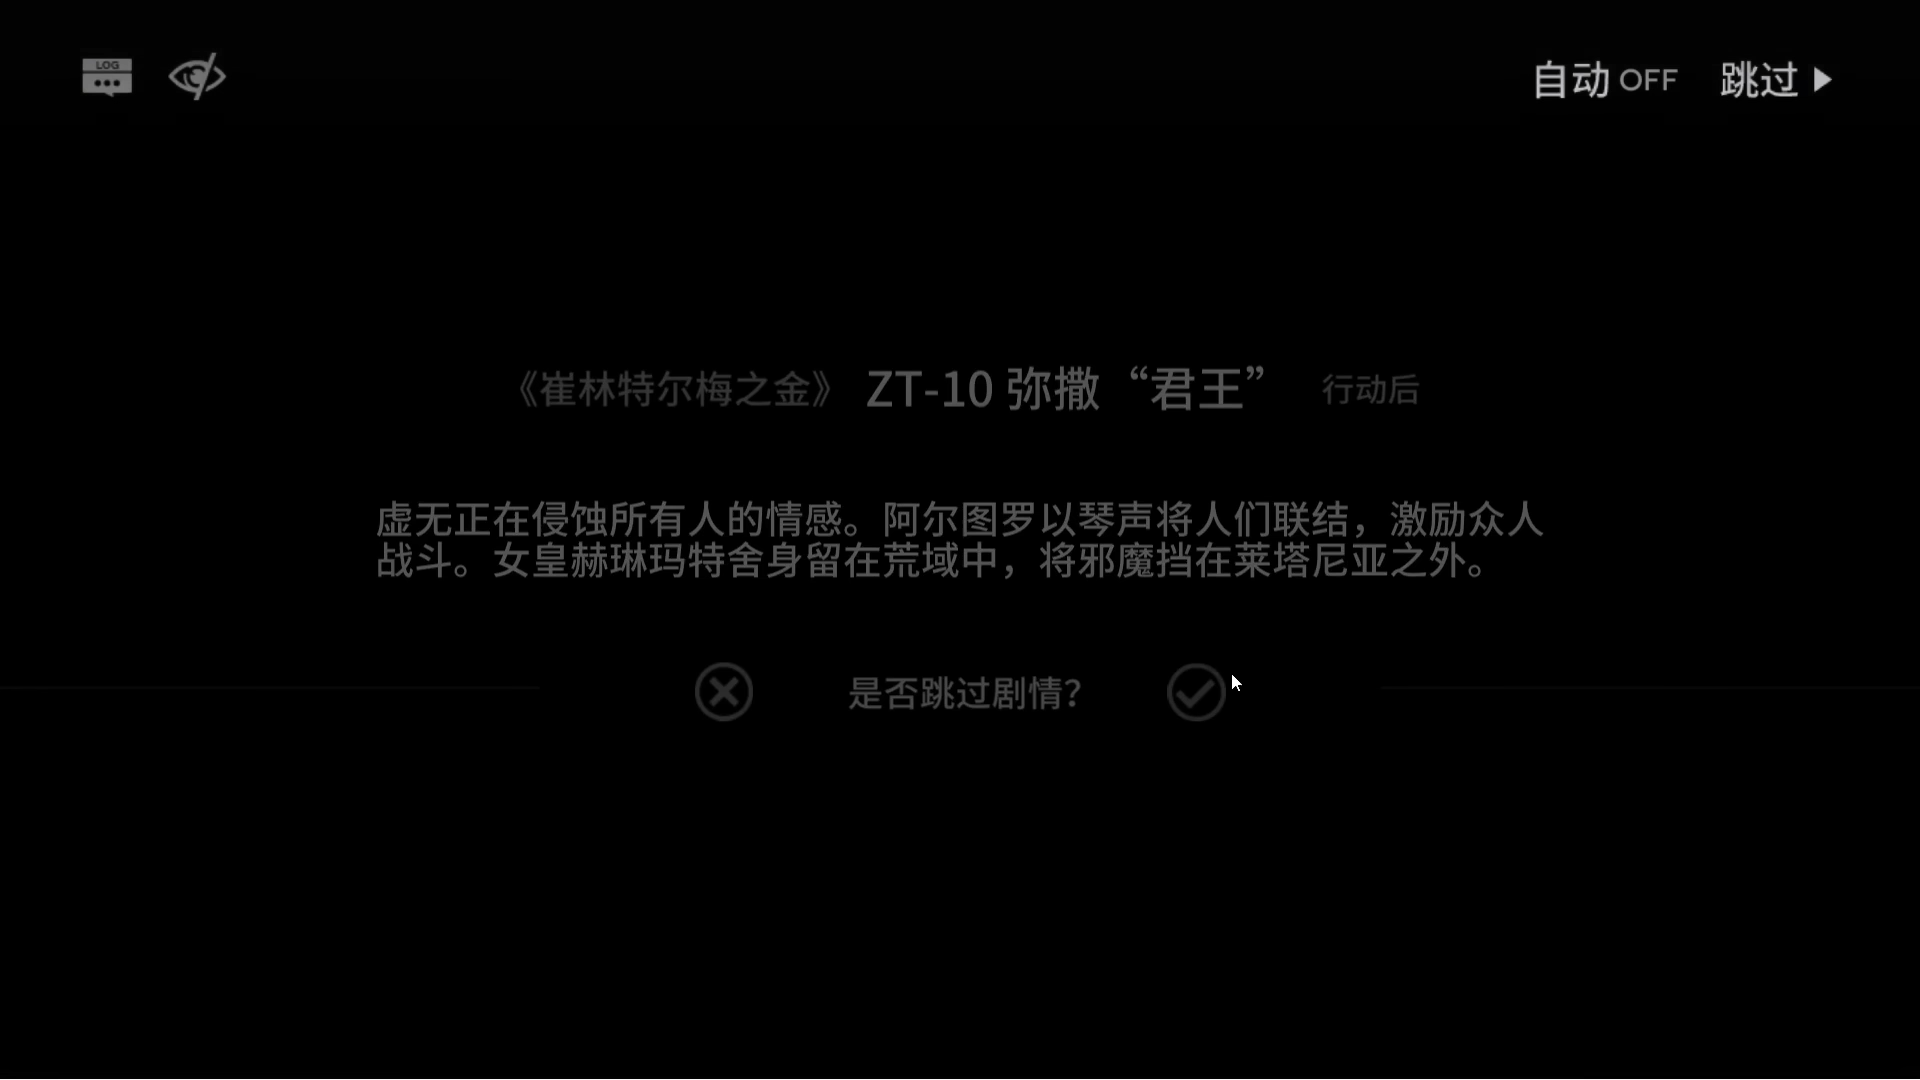 LOG
自动 OFF 跳过
《崔林特尔梅之金》 ZT-10 弥撒“君王” 行动后
虚无正在侵蚀所有人的情感。阿尔图罗以琴声将人们联结，激励众人
战斗。女皇赫琳玛特舍身留在荒域中，将邪魔挡在莱塔尼亚之外。
是否跳过剧情？